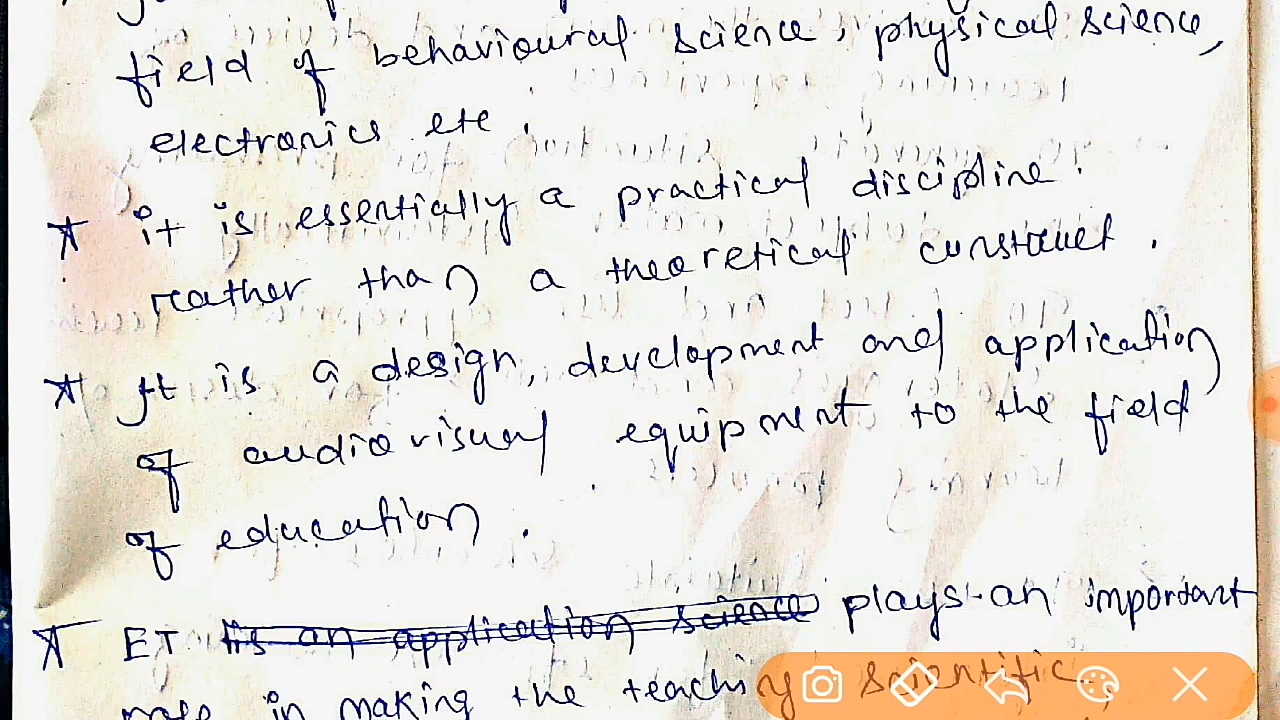 field of behavioural science, physical science,
electronics etc.
★ it is essentially a practical discipline.
rather than a theoretical construct.
★ It is a design, development and application
of audio visual equipment to the field
of education.
★ ET is an application science plays an important
in making the teaching scientific